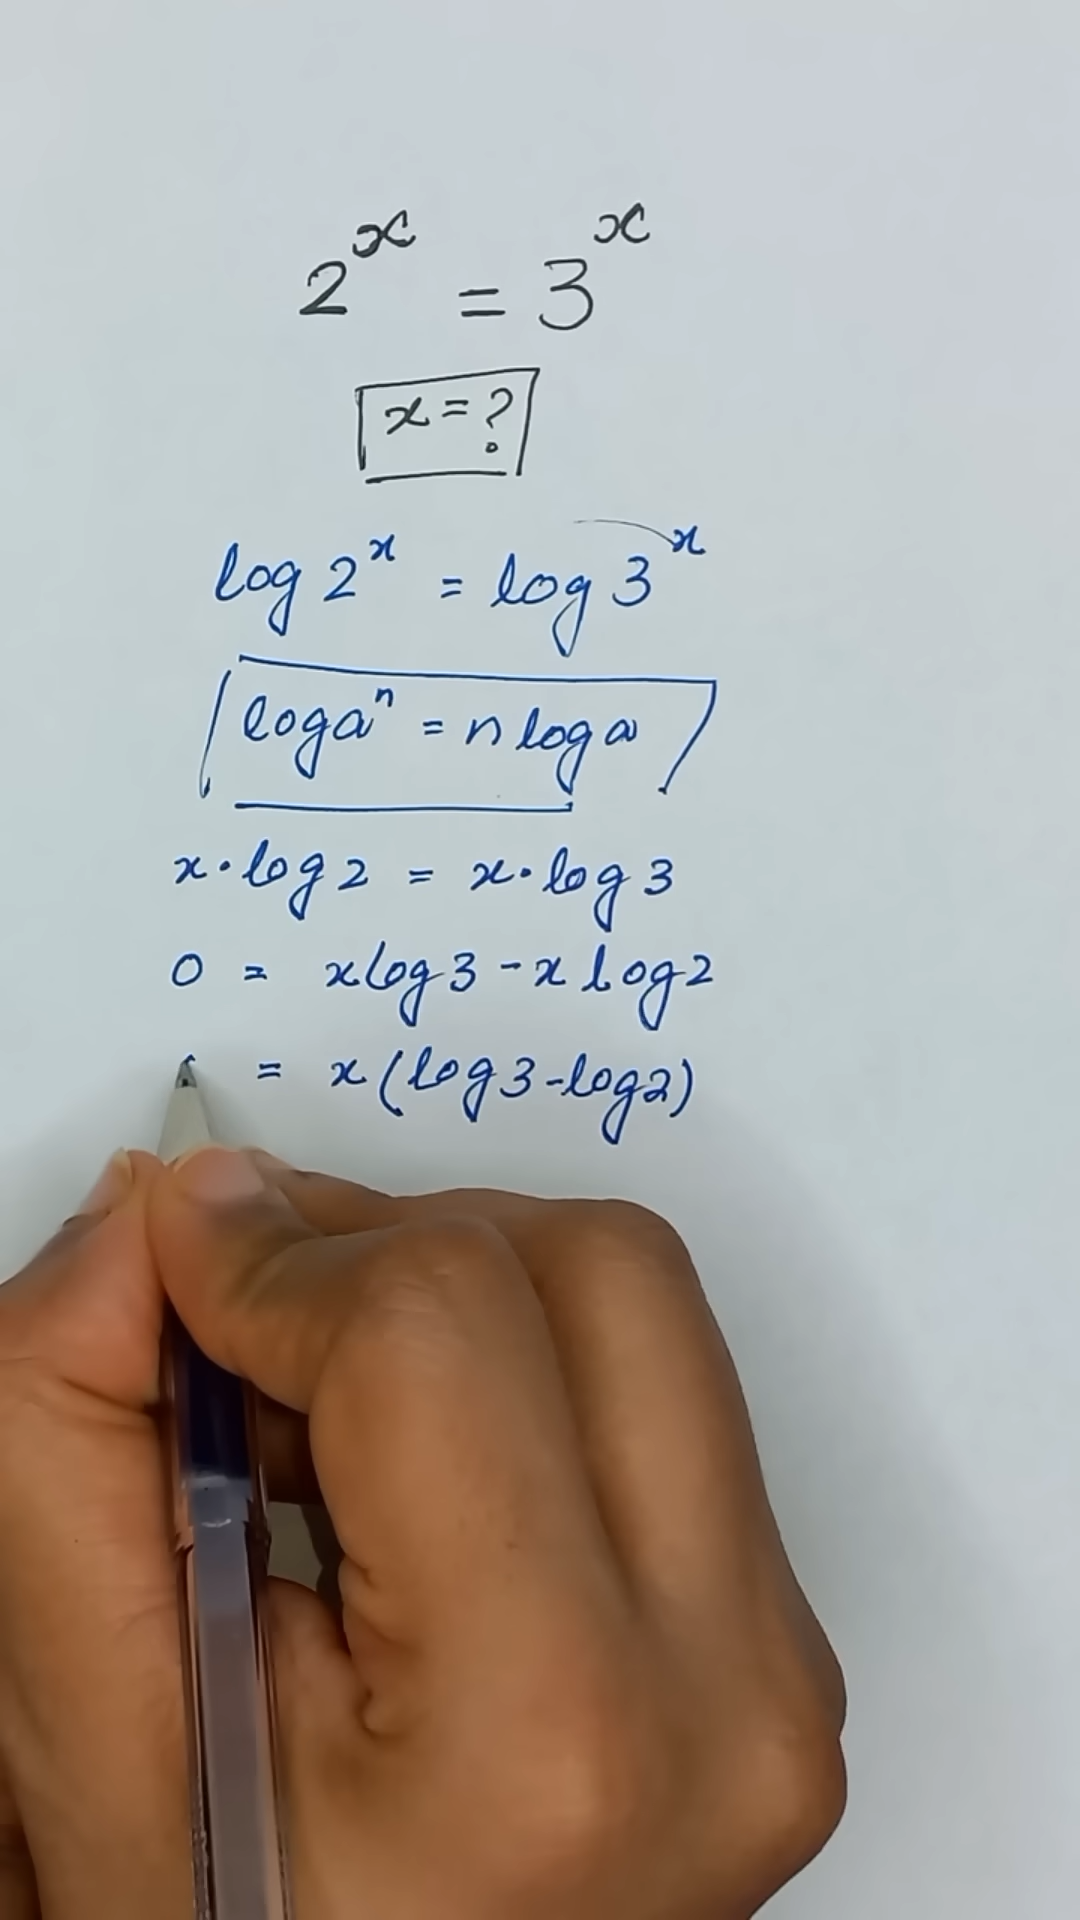 2^x = 3^x
x = ?
log 2^x = log 3^x
log a^n = n log a
x · log 2 = x · log 3
0 = x log 3 - x log 2
= x (log 3 - log 2)